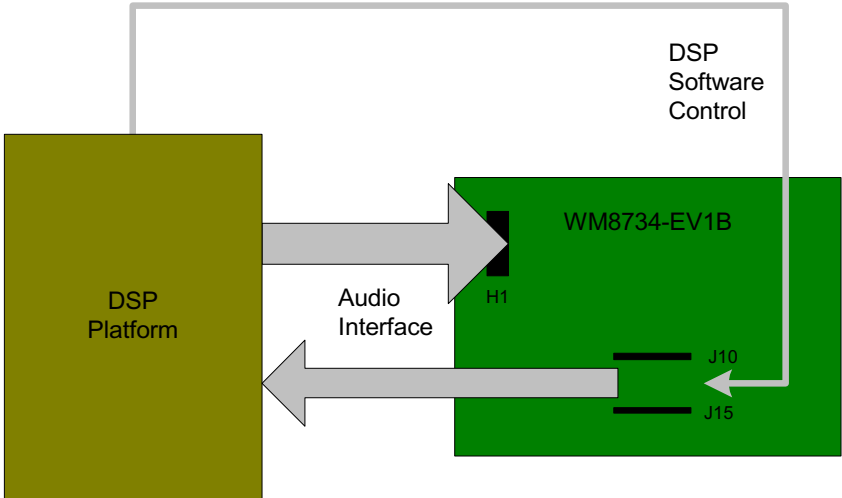 DSP
Software
Control
WM8734-EV1B
H1
DSP
Platform
Audio
Interface
J10
J15